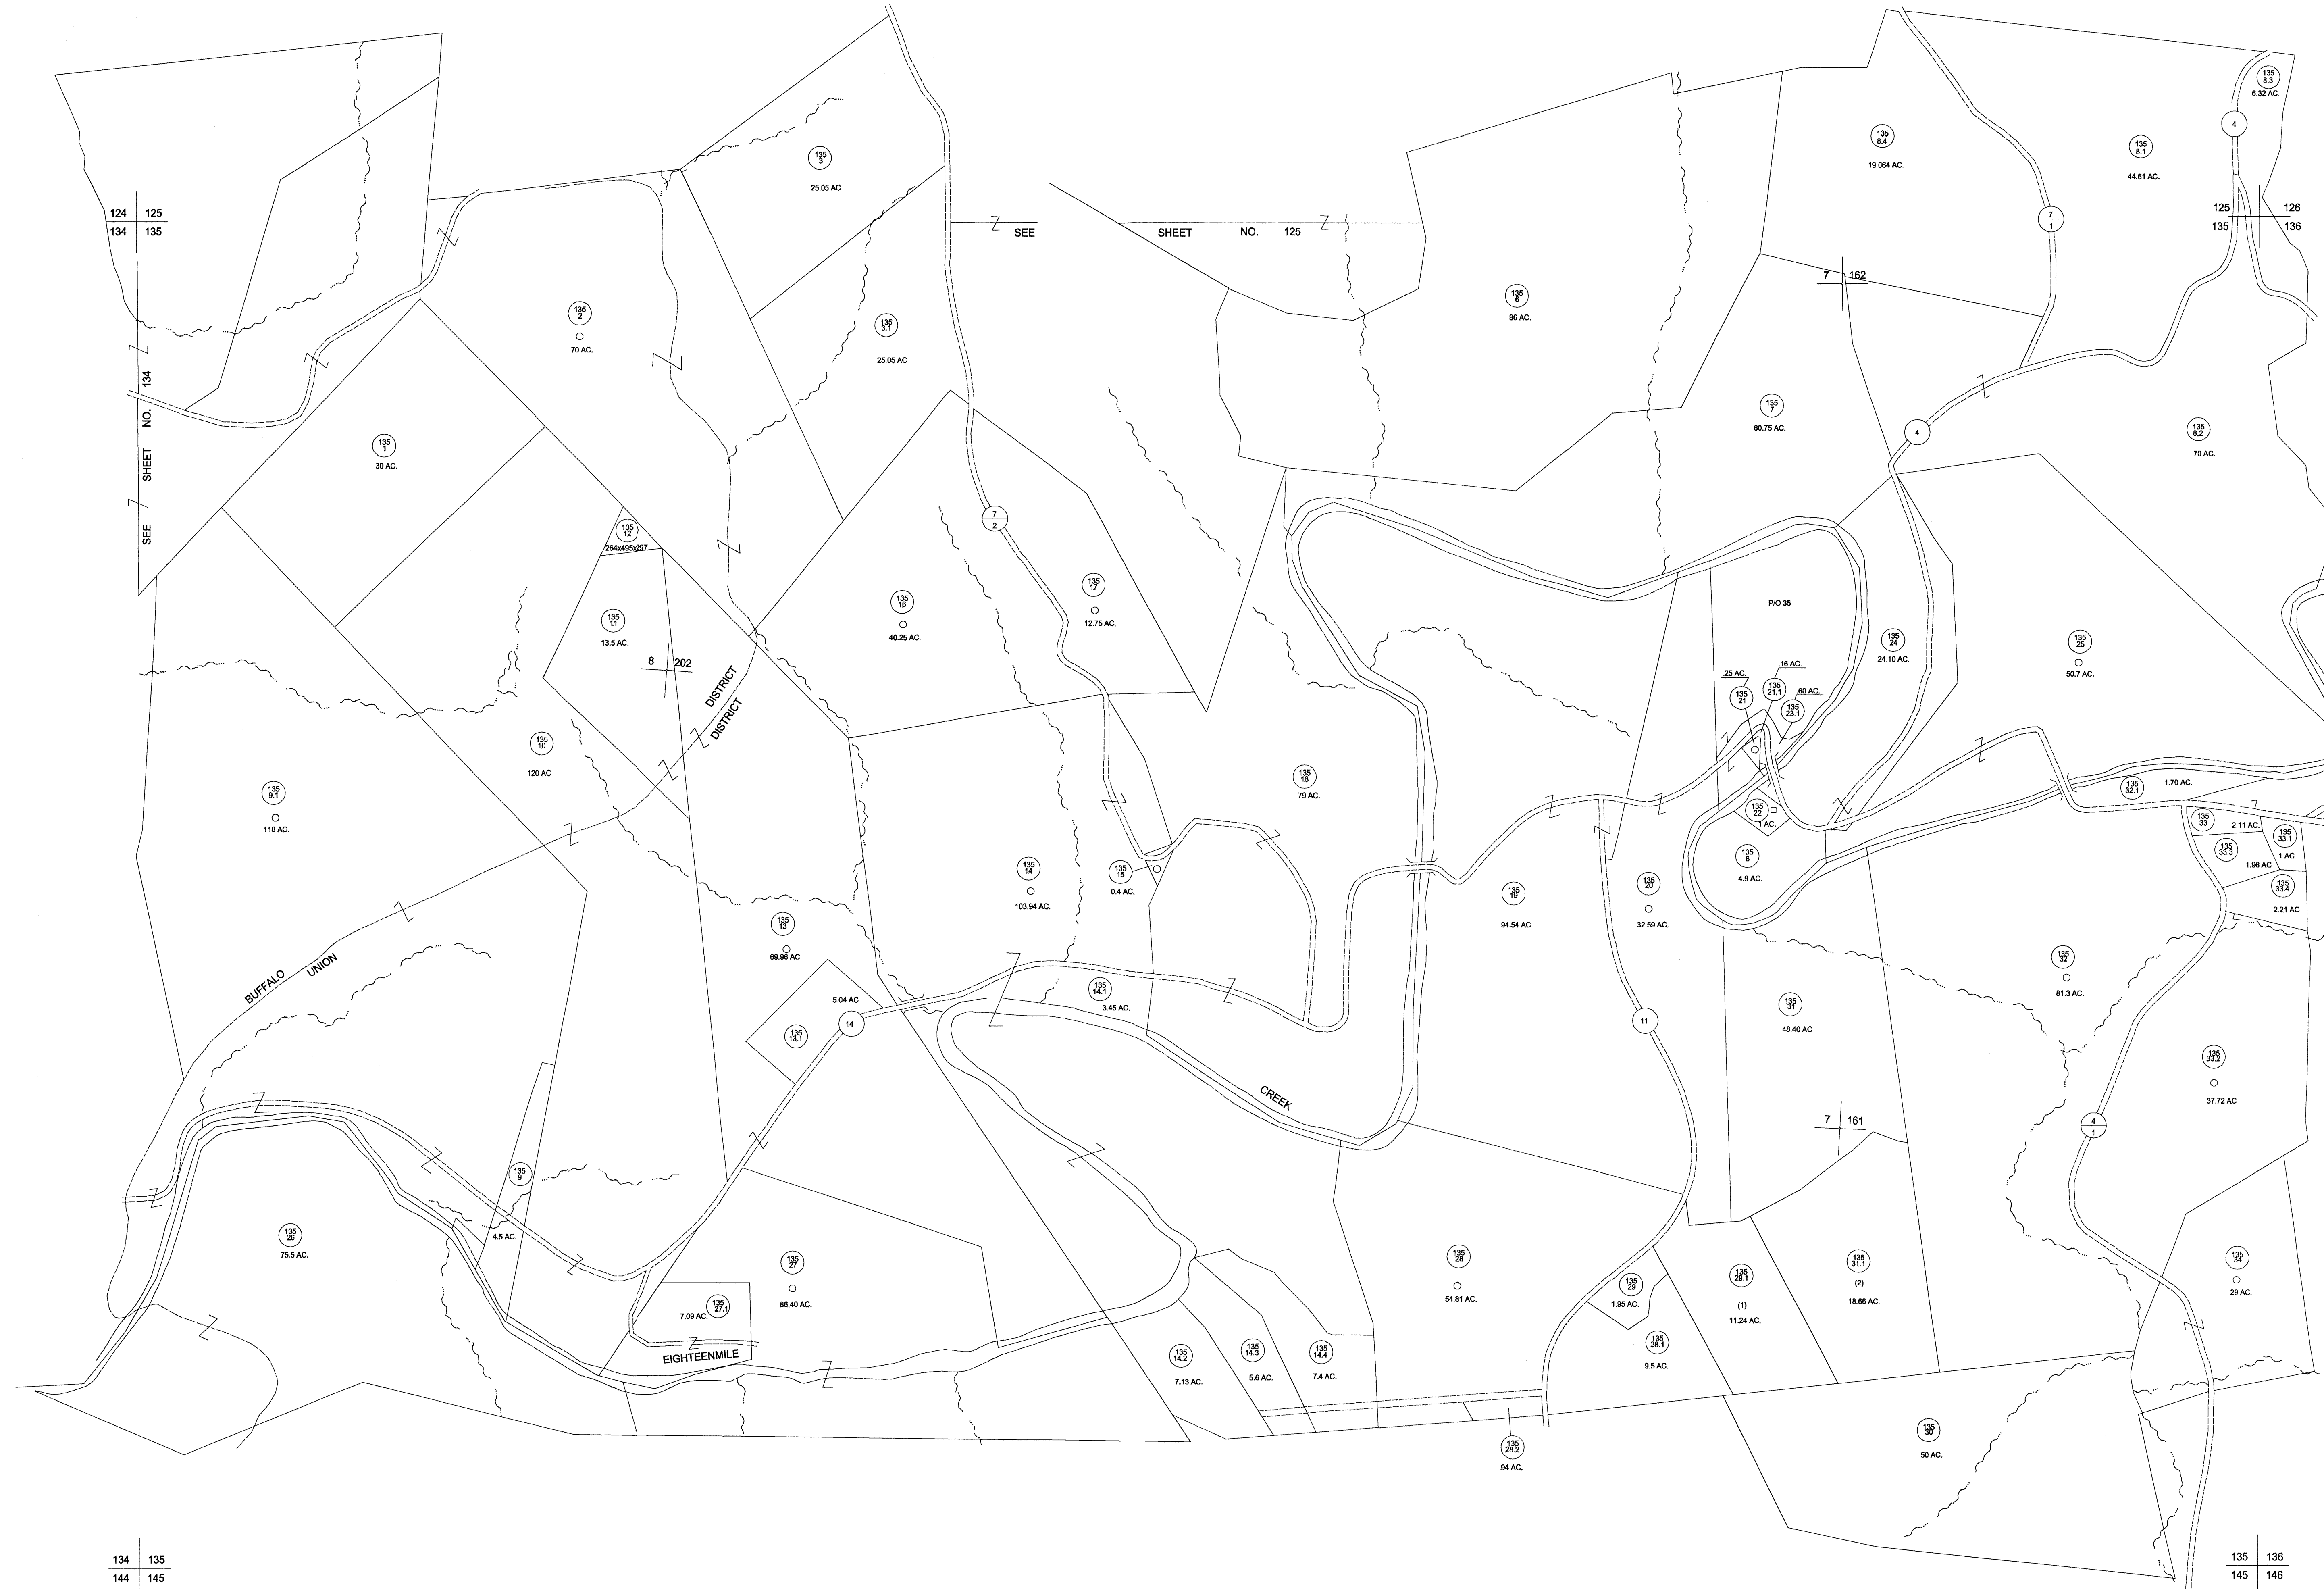 135
8.3
6.32 AC.
4
135
8.4
19.064 AC.
135
8.1
44.61 AC.
135
3
25.05 AC
124 125
134 135
125 126
135 136
7
1
SEE SHEET NO. 125
7 162
135
6
86 AC.
135
2
70 AC.
135
3.1
25.05 AC
SEE SHEET NO. 134
135
7
60.75 AC.
4
135
8.2
70 AC.
135
1
30 AC.
7
2
135
12
264x495x297
135
11
13.5 AC.
135
16
40.25 AC.
135
17
12.75 AC.
P/O 35
135
24
24.10 AC.
135
25
50.7 AC.
8 202
DISTRICT
DISTRICT
.25 AC.
135
21
.16 AC.
135
21.1
.60 AC.
135
23.1
135
10
120 AC
135
9.1
110 AC.
135
18
79 AC.
135
32.1
1.70 AC.
135
22
1 AC.
135
33
2.11 AC.
135
33.1
1 AC.
135
33.3
1.96 AC
135
33.4
2.21 AC
135
8
4.9 AC.
135
14
103.94 AC.
135
15
0.4 AC.
135
19
94.54 AC
135
20
32.59 AC.
135
13
69.96 AC
BUFFALO
UNION
135
32
81.3 AC.
5.04 AC
135
13.1
14
135
14.1
3.45 AC.
11
135
31
48.40 AC
135
33.2
37.72 AC
CREEK
7 161
4
1
135
9
4.5 AC.
135
26
75.5 AC.
135
27
86.40 AC.
135
27.1
7.09 AC.
EIGHTEENMILE
135
28
54.81 AC.
135
29
1.95 AC.
135
29.1
(1)
11.24 AC.
135
31.1
(2)
18.66 AC.
135
34
29 AC.
135
14.2
7.13 AC.
135
14.3
5.6 AC.
135
14.4
7.4 AC.
135
28.1
9.5 AC.
135
28.2
.94 AC.
135
30
50 AC.
134 135
144 145
135 136
145 146